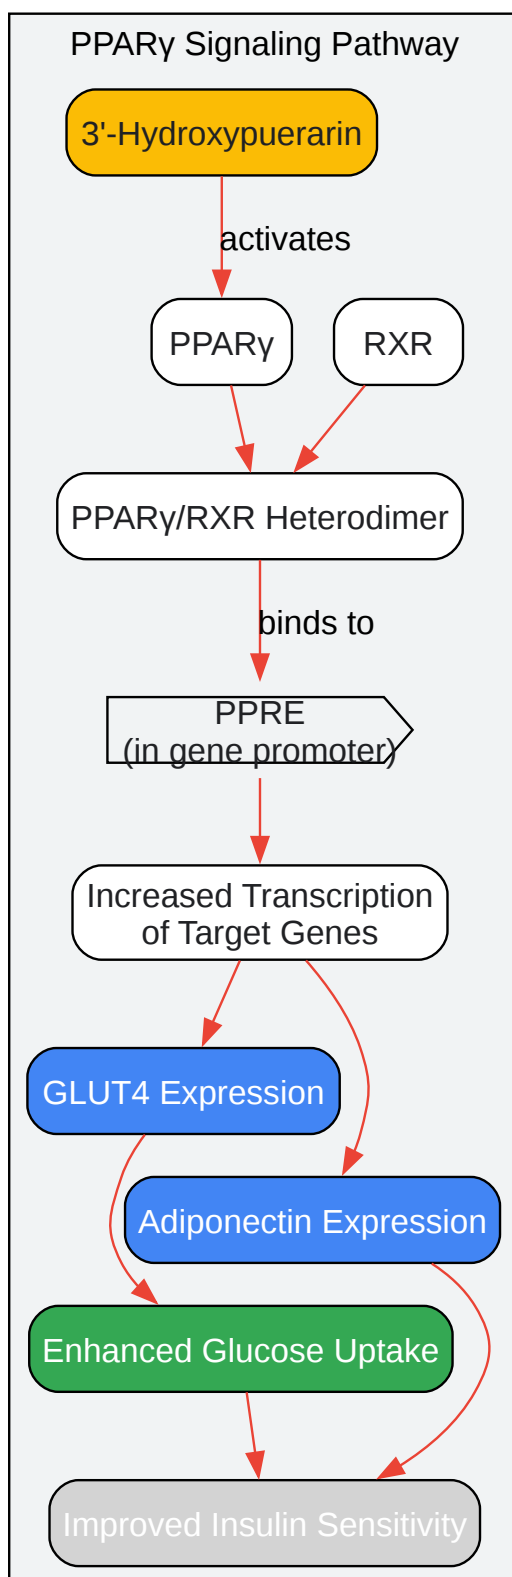 PPARγ Signaling Pathway
3'-Hydroxypuerarin
activates
PPARγ
RXR
PPARγ/RXR Heterodimer
binds to
PPRE
(in gene promoter)
Increased Transcription
of Target Genes
GLUT4 Expression
Adiponectin Expression
Enhanced Glucose Uptake
Improved Insulin Sensitivity